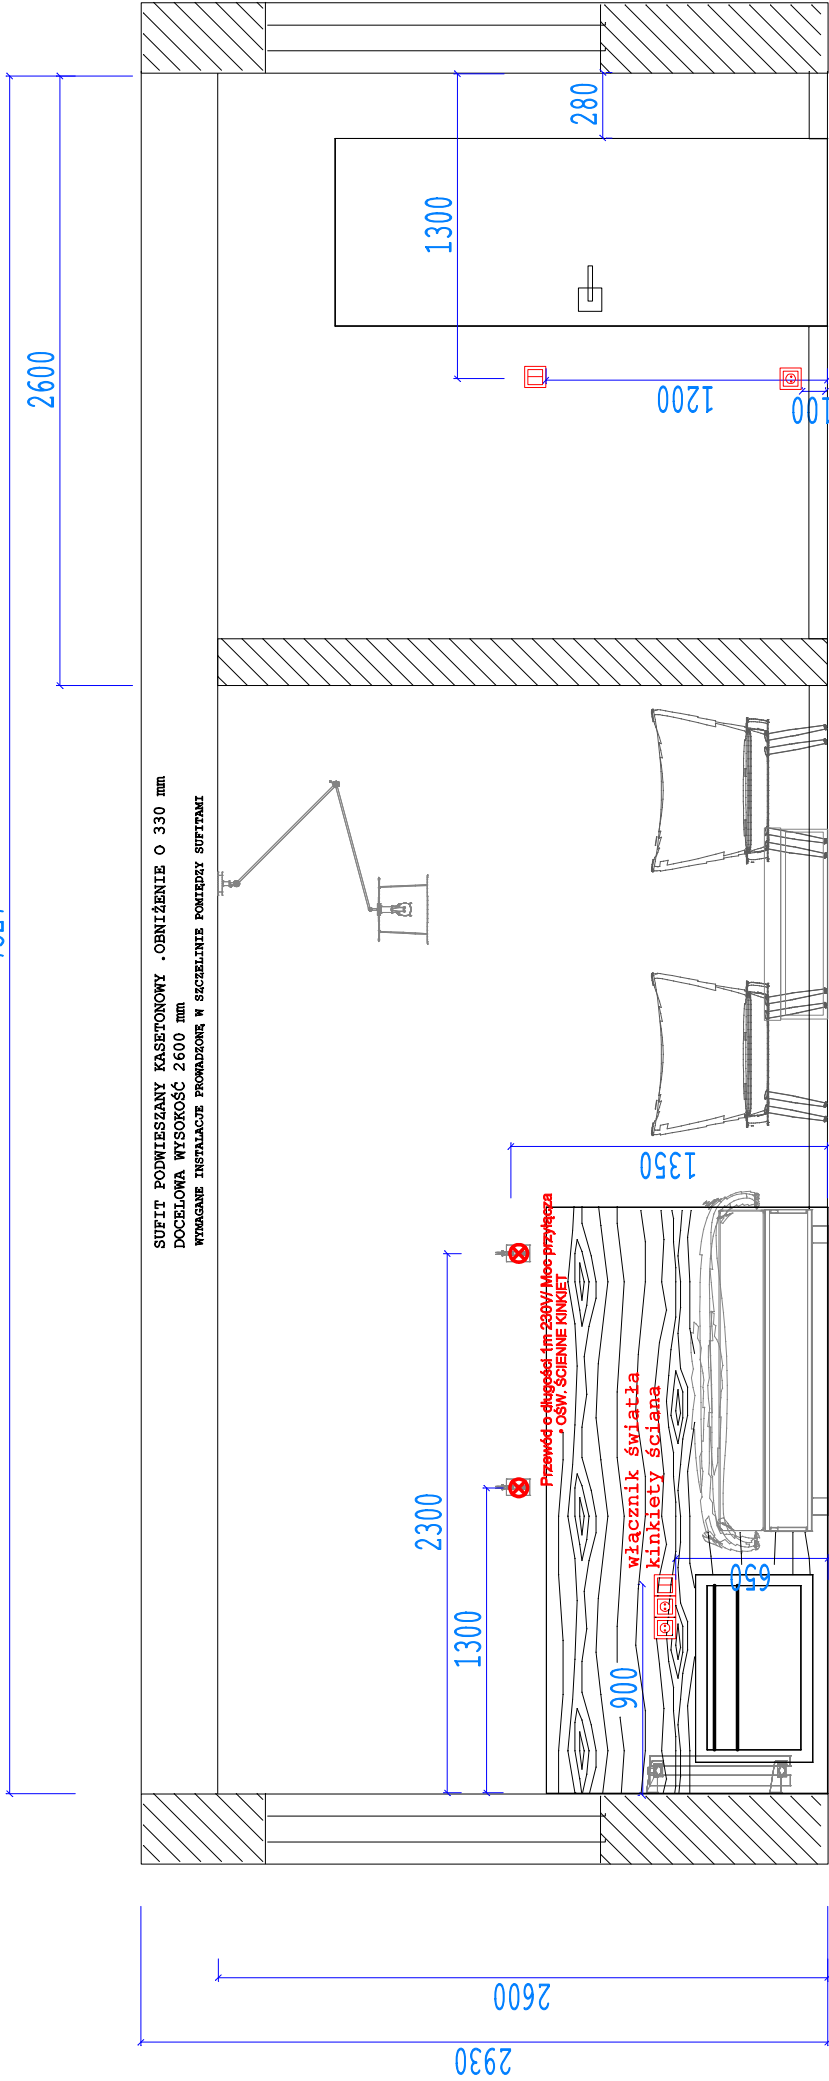 2600
280
1300
1200
100
SUFIT PODWIESZANY KASETONOWY .OBNIŻENIE O 330 mm
DOCELOWA WYSOKOŚĆ 2600 mm
WYMAGANE INSTALACJE PROWADZONE W SZCZELINIE POMIĘDZY SUFITAMI
1350
Przewód o długości 1m 230V/ Moc przyłącza
OŚW. ŚCIENNE KINKIET
włącznik światła
kinkiety ściana
2300
1300
650
906
2600
2930